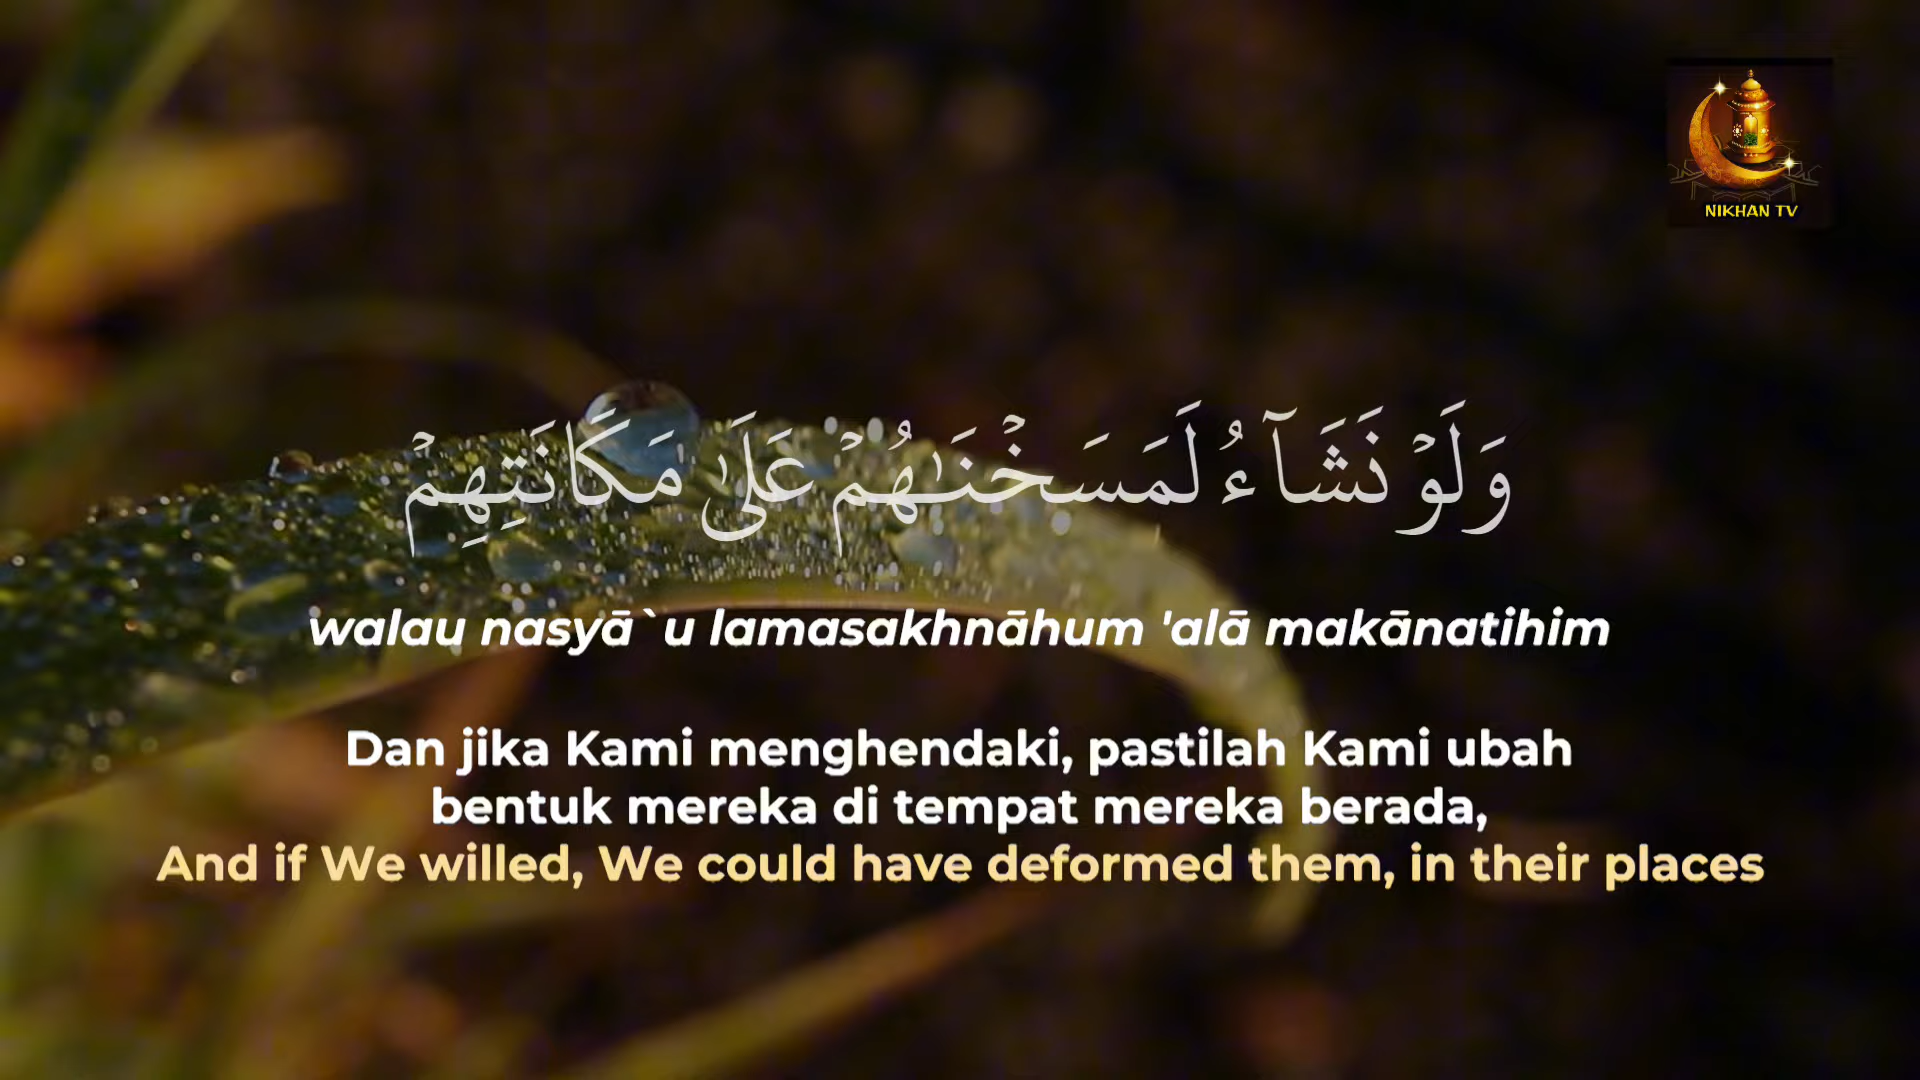 NIKHAN TV
وَلَوۡ نَشَآءُ لَمَسَخۡنَـٰهُمۡ عَلَىٰ مَكَانَتِهِمۡ
walau nasyā`u lamasakhnāhum 'alā makānatihim
Dan jika Kami menghendaki, pastilah Kami ubah
bentuk mereka di tempat mereka berada,
And if We willed, We could have deformed them, in their places